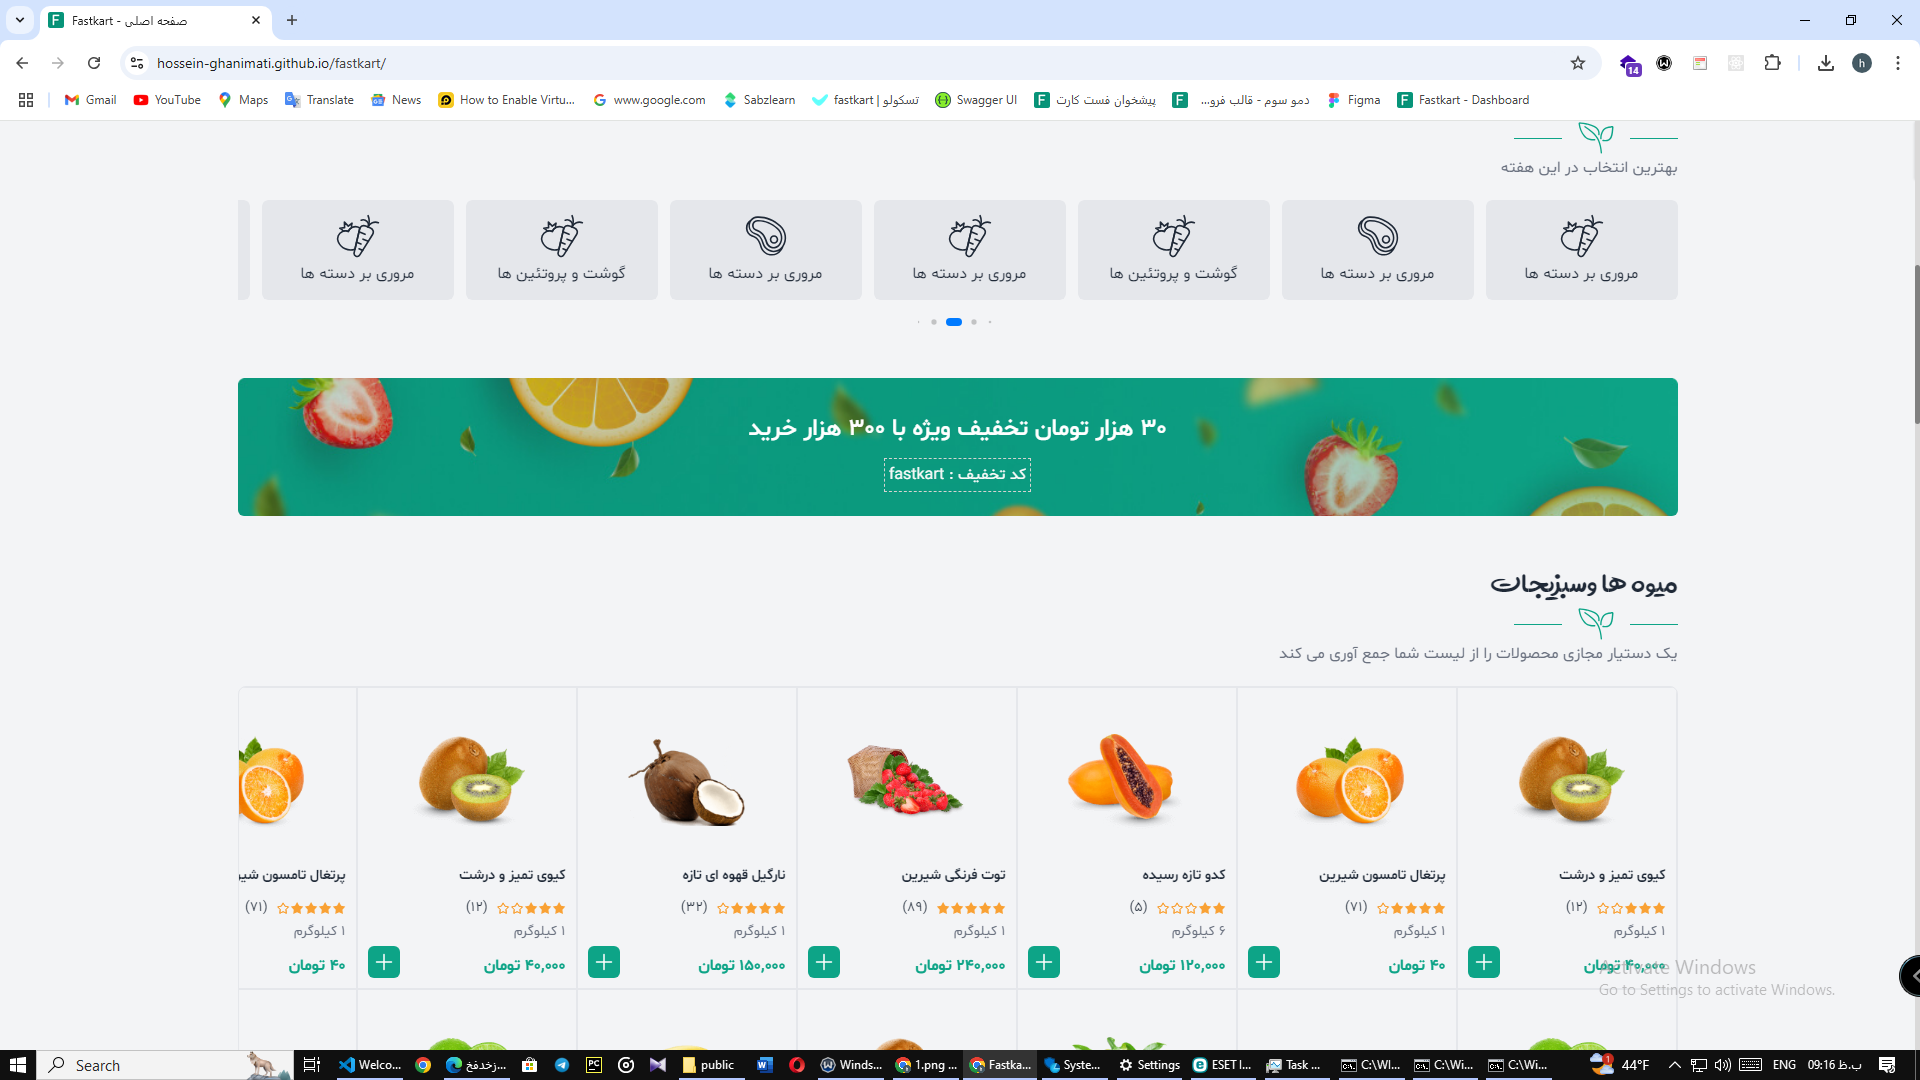 Fastkart - صفحه اصلی
hossein-ghanimati.github.io/fastkart/
14
h
Gmail
YouTube
Maps
Translate
News
How to Enable Virtu...
www.google.com
Sabzlearn
fastkart | تسکولو
Swagger UI
پیشخوان فست کارت
دمو سوم - قالب فرو...
Figma
Fastkart - Dashboard
بهترین انتخاب در این هفته
مروری بر دسته ها
مروری بر دسته ها
گوشت و پروتئین ها
مروری بر دسته ها
مروری بر دسته ها
گوشت و پروتئین ها
مروری بر دسته ها
۳۰ هزار تومان تخفیف ویژه با ۳۰۰ هزار خرید
کد تخفیف : fastkart
میوه ها وسبزیجات
یک دستیار مجازی محصولات را از لیست شما جمع آوری می کند
کیوی تمیز و درشت
(۱۲)
۱ کیلوگرم
۴۰,۰۰۰ تومان
پرتغال تامسون شیرین
(۷۱)
۱ کیلوگرم
۴۰ تومان
کدو تازه رسیده
(۵)
۶ کیلوگرم
۱۲۰,۰۰۰ تومان
توت فرنگی شیرین
(۸۹)
۱ کیلوگرم
۲۴۰,۰۰۰ تومان
نارگیل قهوه ای تازه
(۳۲)
۱ کیلوگرم
۱۵۰,۰۰۰ تومان
کیوی تمیز و درشت
(۱۲)
۱ کیلوگرم
۴۰,۰۰۰ تومان
پرتغال تامسون شیر
(۷۱)
۱ کیلوگرم
۴۰ تومان
Activate Windows
Go to Settings to activate Windows.
Search
Welco...
زخدفخ...
public
Winds...
1.png ...
Fastka...
Syste...
Settings
ESET I...
Task ...
C:\WI...
C:\Wi...
C:\Wi...
1
44°F
ENG
09:16 ب.ظ